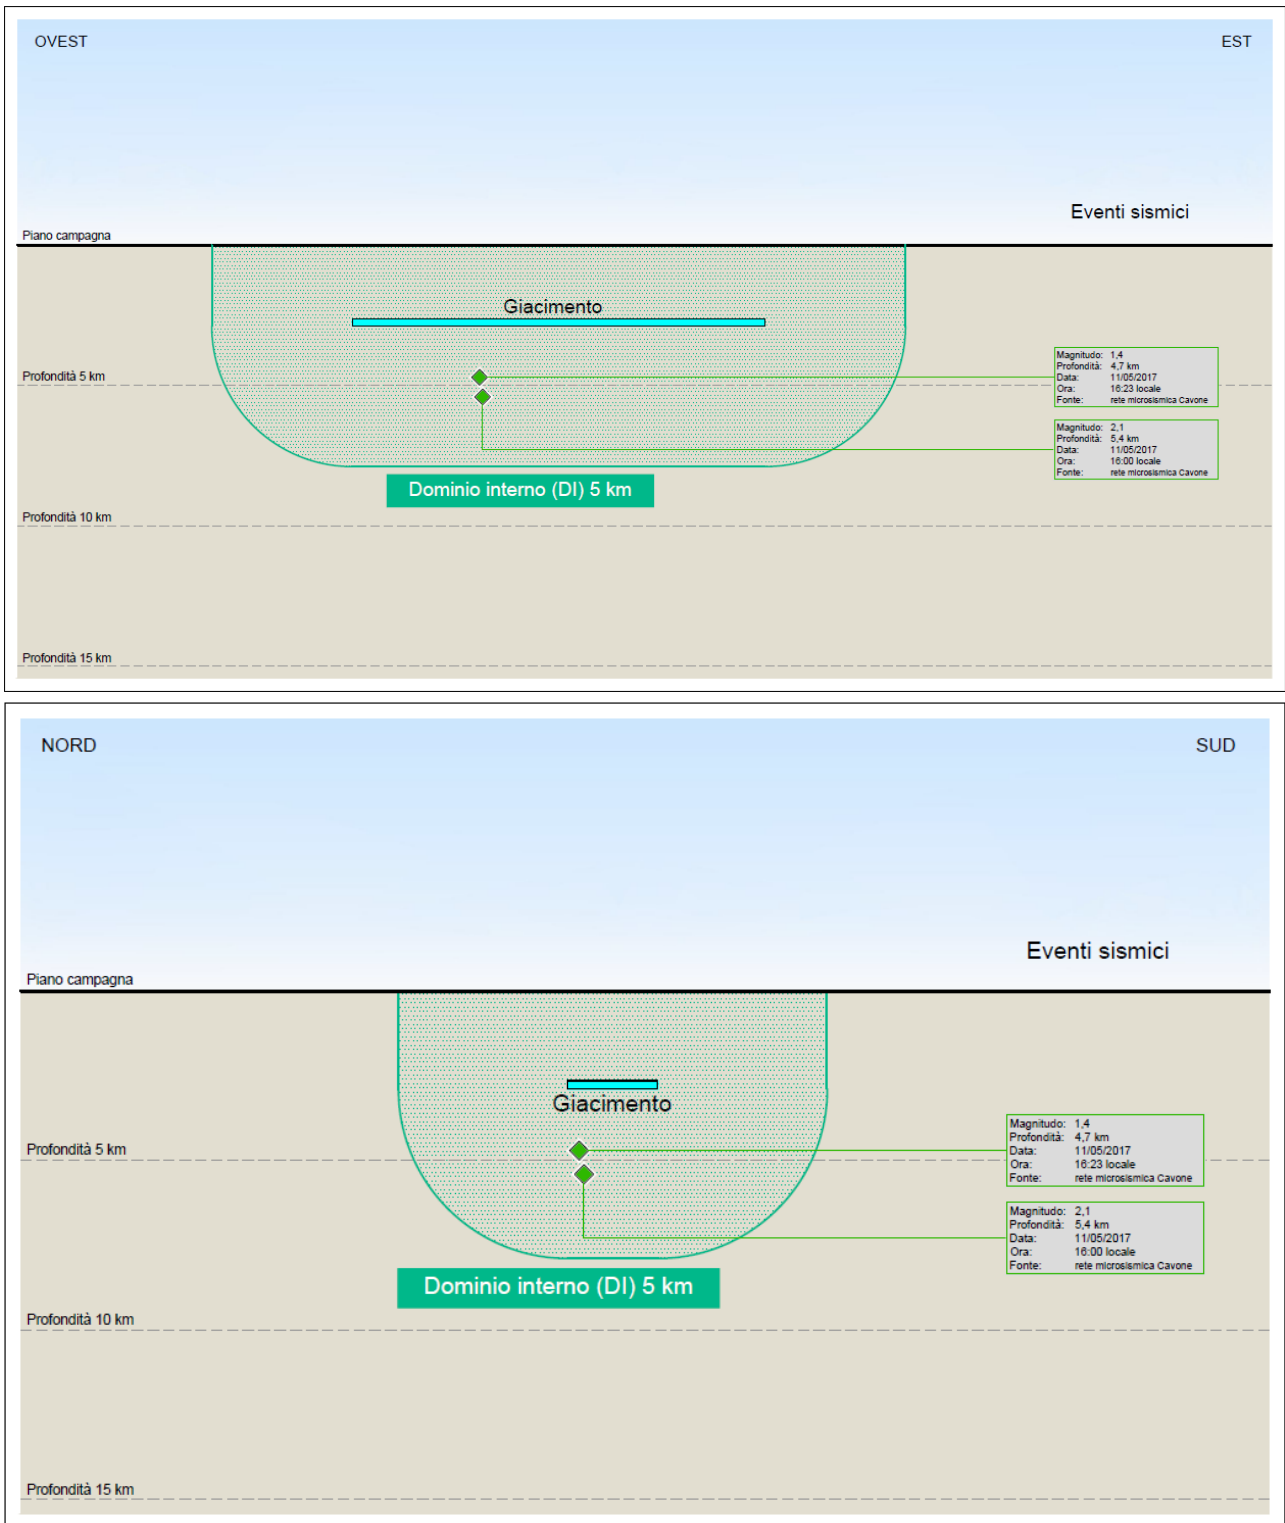 OVEST
EST
Eventi sismici
Piano campagna
Giacimento
Profondità 5 km
Magnitudo: 1,4
Profondità: 4,7 km
Data: 11/05/2017
Ora: 16:23 locale
Fonte: rete microsismica Cavone
Magnitudo: 2,1
Profondità: 5,4 km
Data: 11/05/2017
Ora: 16:00 locale
Fonte: rete microsismica Cavone
Dominio interno (DI) 5 km
Profondità 10 km
Profondità 15 km
NORD
SUD
Eventi sismici
Piano campagna
Giacimento
Profondità 5 km
Magnitudo: 1,4
Profondità: 4,7 km
Data: 11/05/2017
Ora: 16:23 locale
Fonte: rete microsismica Cavone
Magnitudo: 2,1
Profondità: 5,4 km
Data: 11/05/2017
Ora: 16:00 locale
Fonte: rete microsismica Cavone
Dominio interno (DI) 5 km
Profondità 10 km
Profondità 15 km